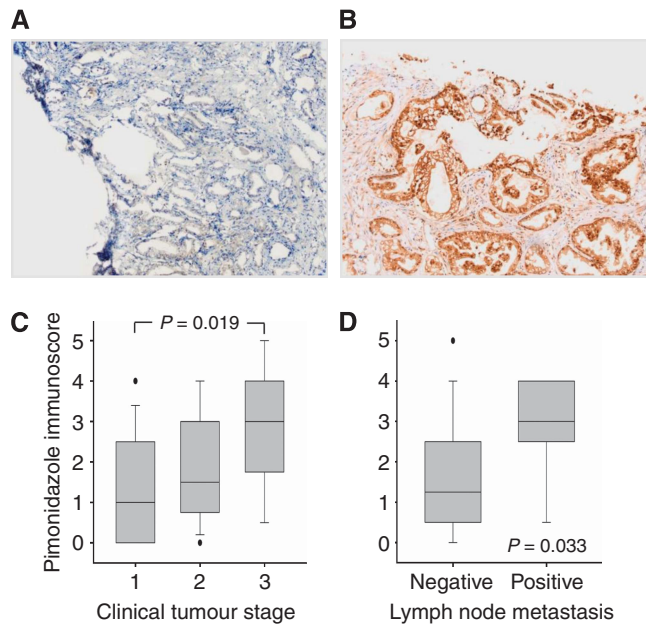 A
B
C
P = 0.019
Pimonidazole immunoscore
5
4
3
2
1
0
1 2 3
Clinical tumour stage
D
5
4
3
2
1
0
P = 0.033
Negative Positive
Lymph node metastasis